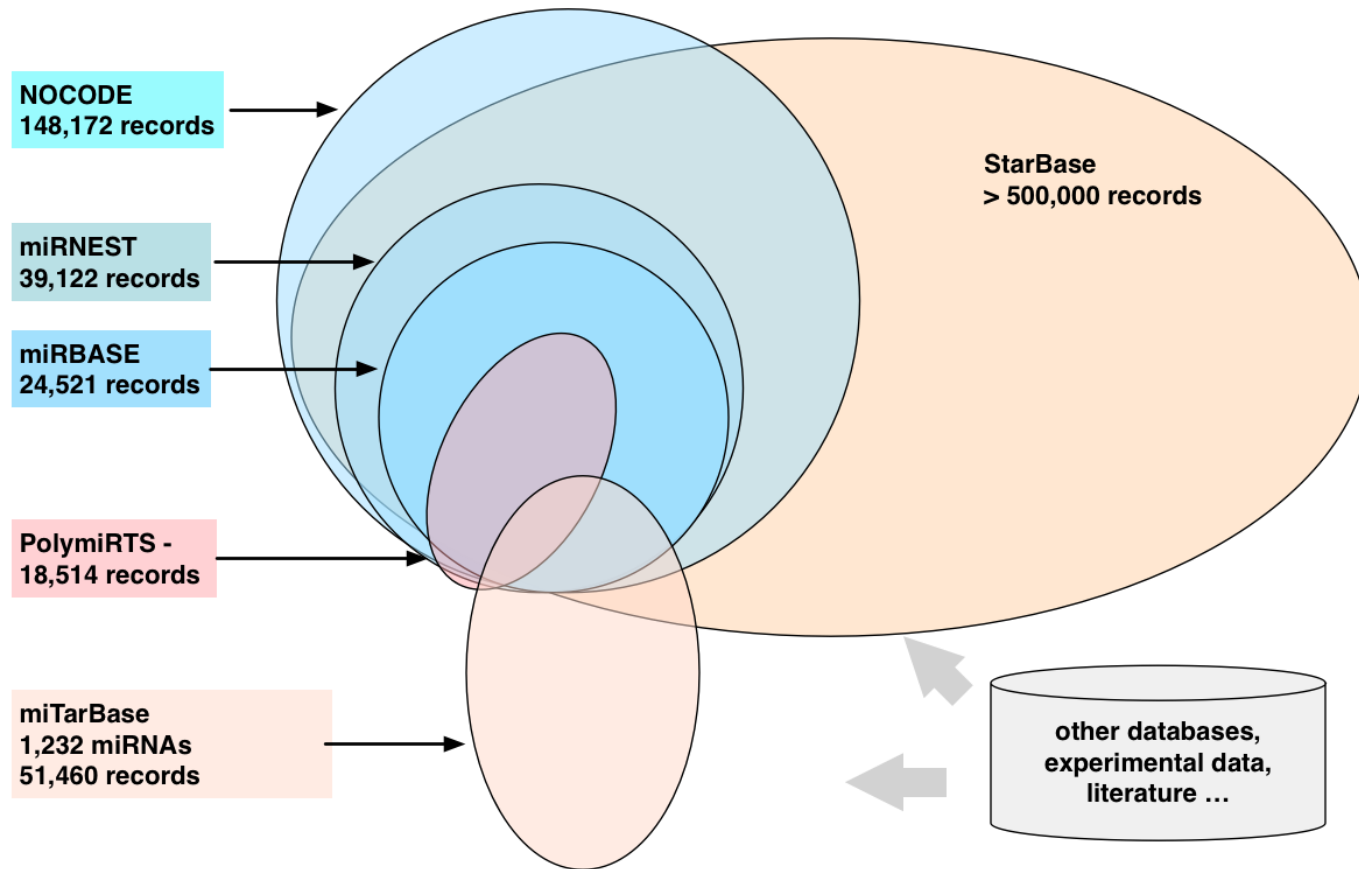 NOCODE
148,172 records
StarBase
> 500,000 records
miRNEST
39,122 records
miRBASE
24,521 records
PolymiRTS -
18,514 records
miTarBase
1,232 miRNAs
51,460 records
other databases,
experimental data,
literature ...